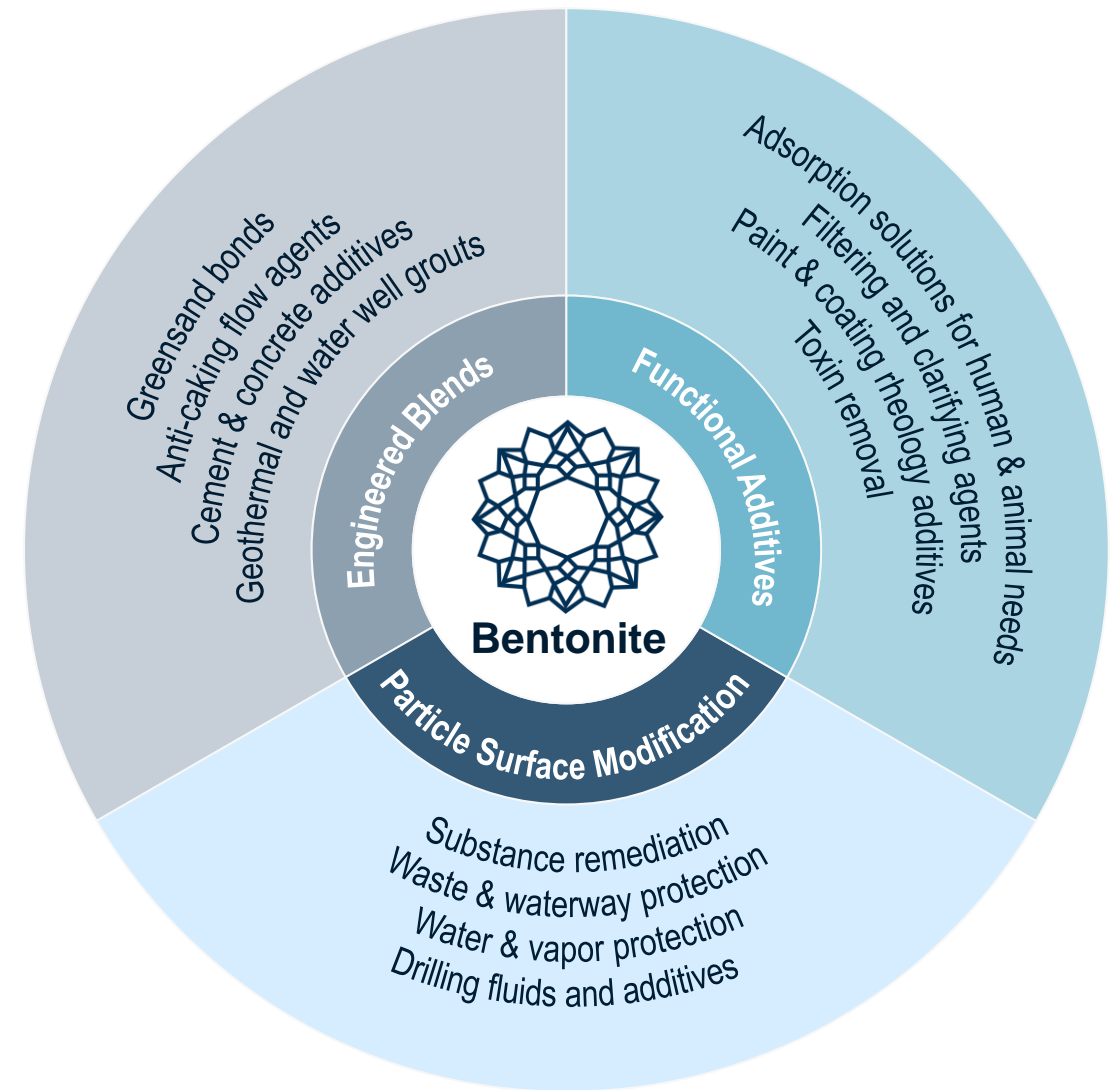 Bentonite
Engineered Blends
Greensand bonds
Anti-caking flow agents
Cement & concrete additives
Geothermal and water well grouts
Functional Additives
Adsorption solutions for human & animal needs
Filtering and clarifying agents
Paint & coating rheology additives
Toxin removal
Particle Surface Modification
Substance remediation
Waste & waterway protection
Water & vapor protection
Drilling fluids and additives